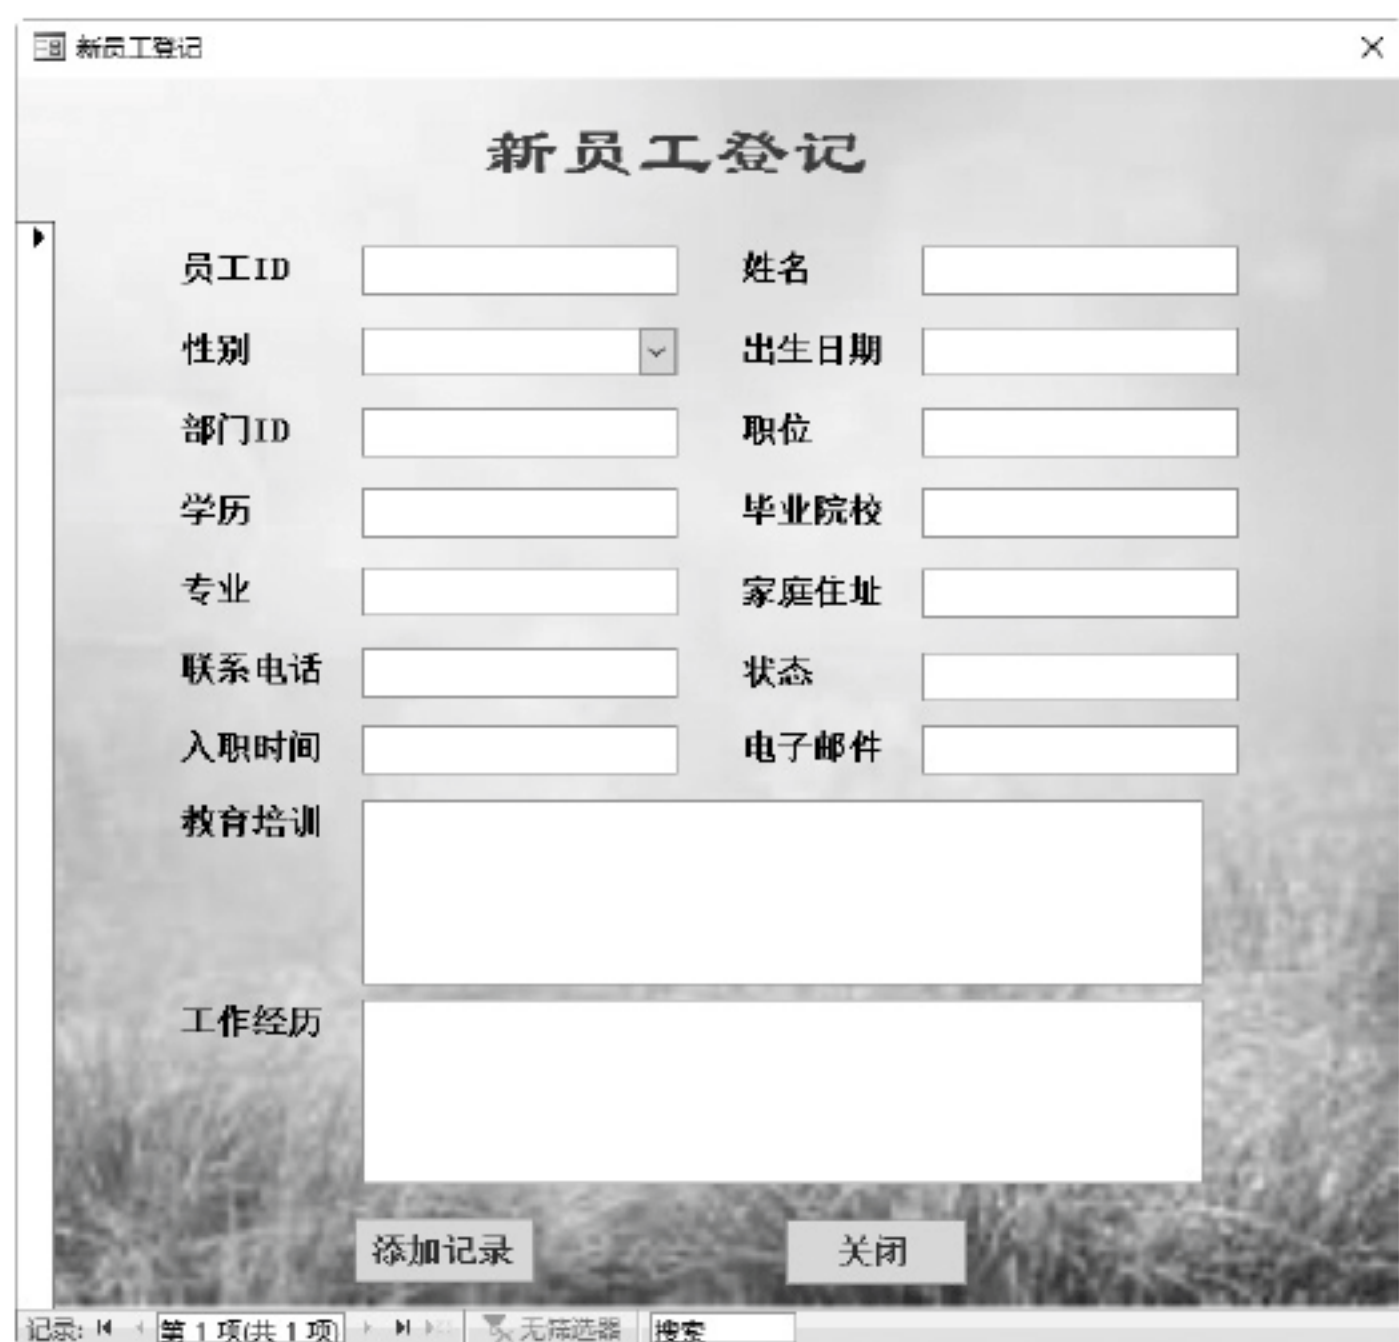 新员工登记
新员工登记
员工ID 姓名
性别 出生日期
部门ID 职位
学历 毕业院校
专业 家庭住址
联系电话 状态
入职时间 电子邮件
教育培训
工作经历
添加记录 关闭
记录: 第 1 项(共 1 项) 无筛选器 搜索